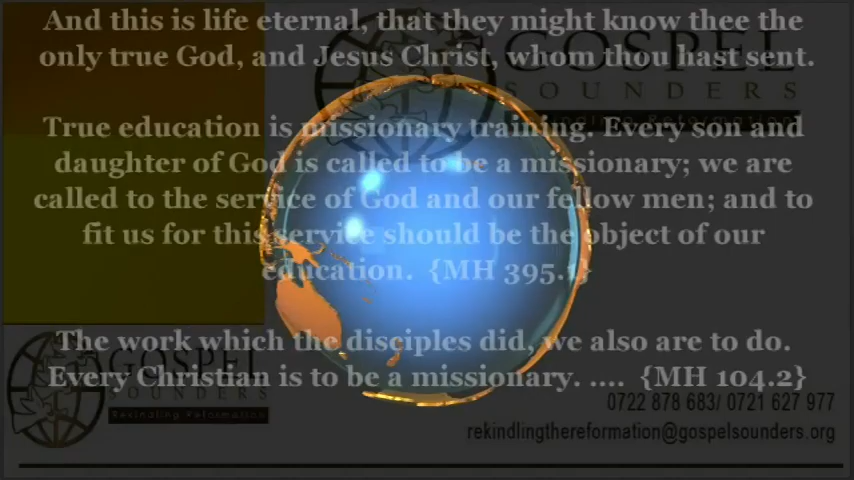 And this is life eternal, that they might know thee the
only true God, and Jesus Christ, whom thou hast sent.
GOSPEL
SOUNDERS
Rekindling Reformation
True education is missionary training. Every son and
daughter of God is called to be a missionary; we are
called to the service of God and our fellow men; and to
fit us for this service should be the object of our
education. {MH 395.1}
The work which the disciples did, we also are to do.
Every Christian is to be a missionary. .... {MH 104.2}
GOSPEL
SOUNDERS
Rekindling Reformation
0722 878 683/ 0721 627 977
rekindlingthereformation@gospelsounders.org